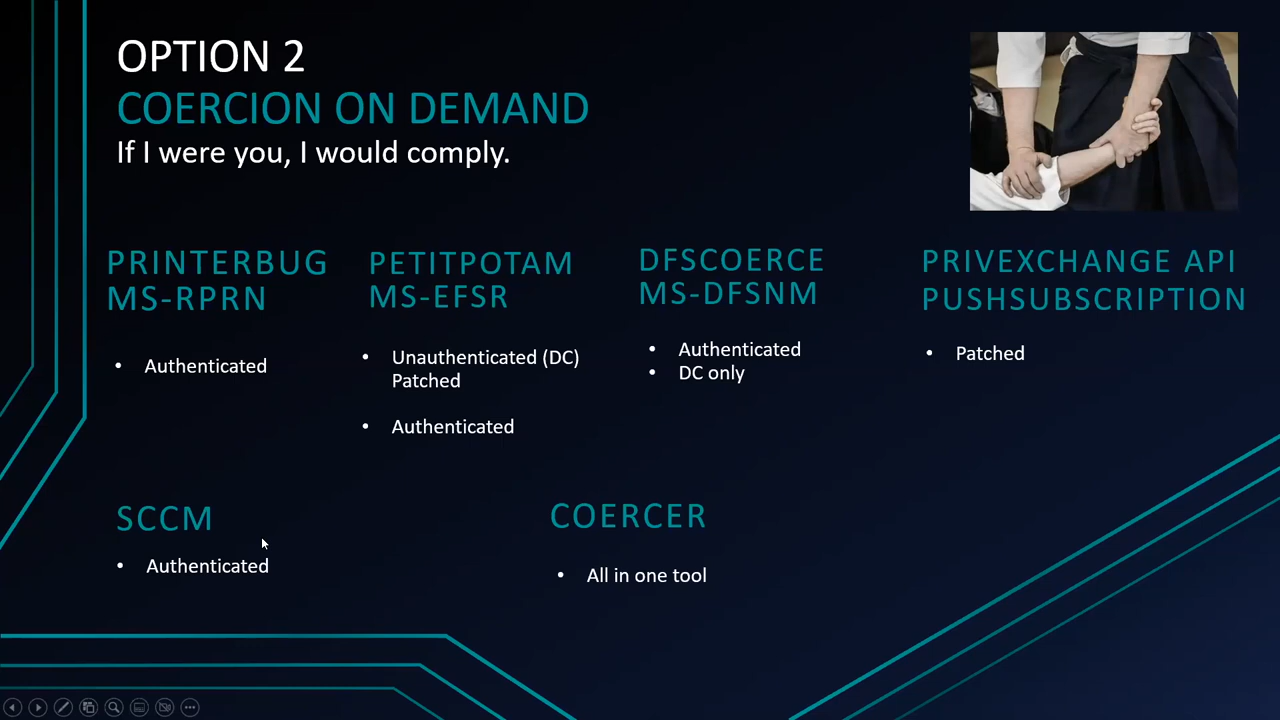 OPTION 2
COERCION ON DEMAND
If I were you, I would comply.
PRINTERBUG
MS-RPRN
• Authenticated
PETITPOTAM
MS-EFSR
• Unauthenticated (DC)
Patched
• Authenticated
DFSCOERCE
MS-DFSNM
• Authenticated
• DC only
PRIVEXCHANGE API
PUSHSUBSCRIPTION
• Patched
SCCM
• Authenticated
COERCER
• All in one tool